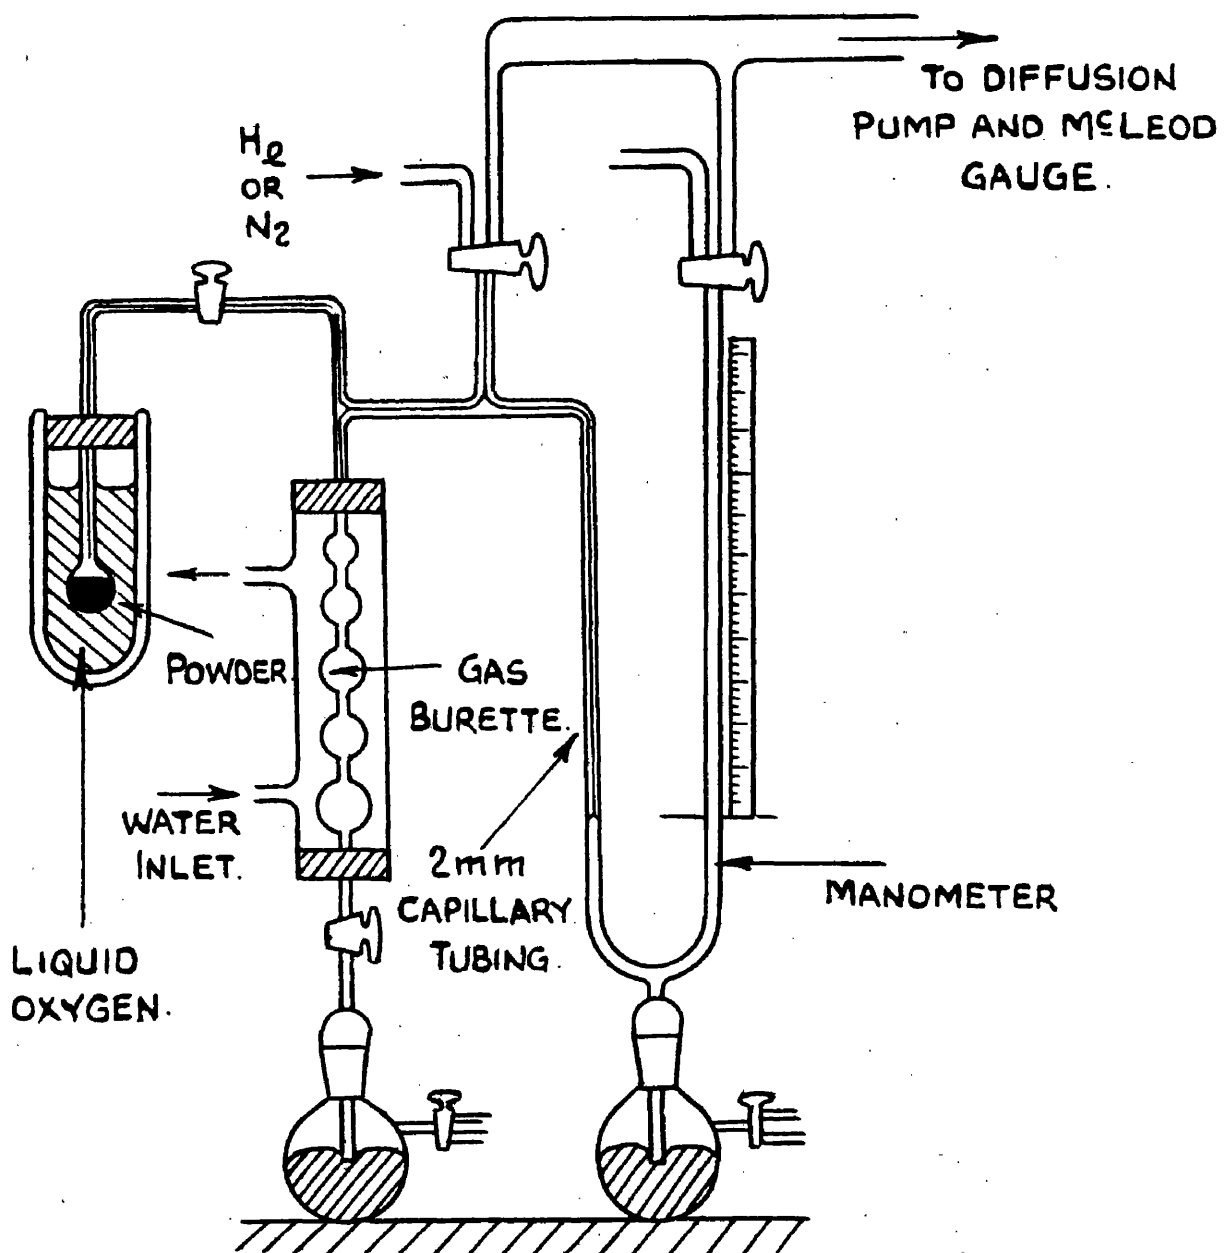 TO DIFFUSION
PUMP AND McLEOD
GAUGE.
He
OR
N2
POWDER.
GAS
BURETTE.
WATER
INLET.
2mm
CAPILLARY
TUBING.
MANOMETER
LIQUID
OXYGEN.